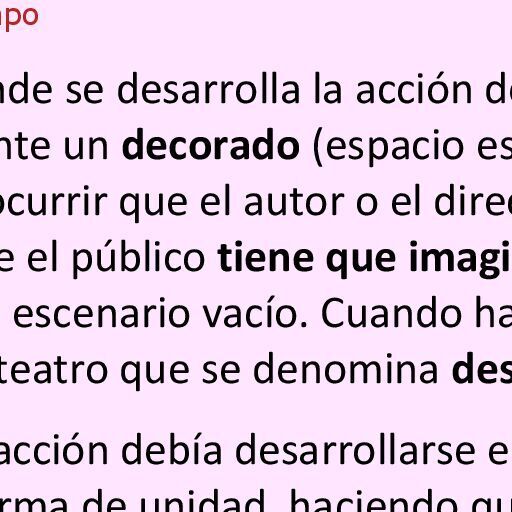 mpo
nde se desarrolla la acción de
nte un decorado (espacio es
ocurrir que el autor o el direc
e el público tiene que imagi
escenario vacío. Cuando ha
teatro que se denomina des
acción debía desarrollarse e
orma de unidad, haciendo qu